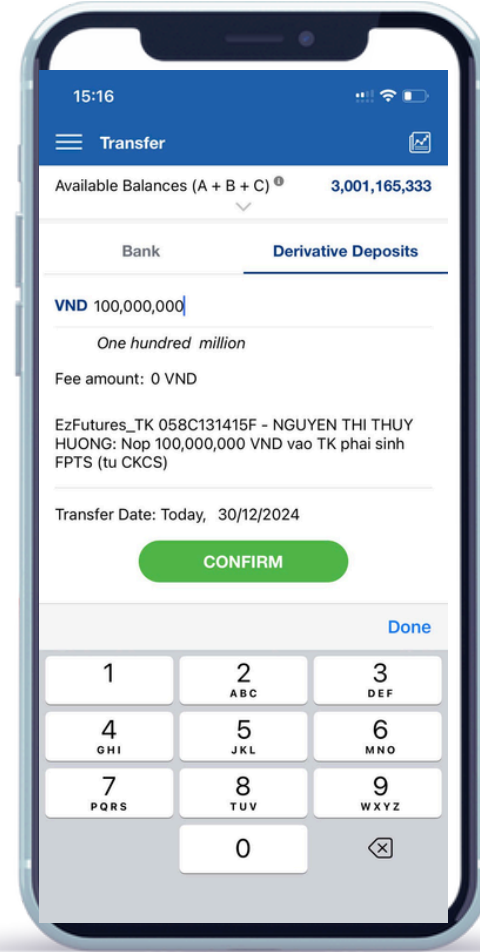 15:16
Transfer
Available Balances (A + B + C) 3,001,165,333
Bank Derivative Deposits
VND 100,000,000
One hundred million
Fee amount: 0 VND
EzFutures_TK 058C131415F - NGUYEN THI THUY
HUONG: Nop 100,000,000 VND vao TK phai sinh
FPTS (tu CKCS)
Transfer Date: Today, 30/12/2024
CONFIRM
Done
1 2 3
ABC DEF
4 5 6
GHI JKL MNO
7 8 9
PQRS TUV WXYZ
0